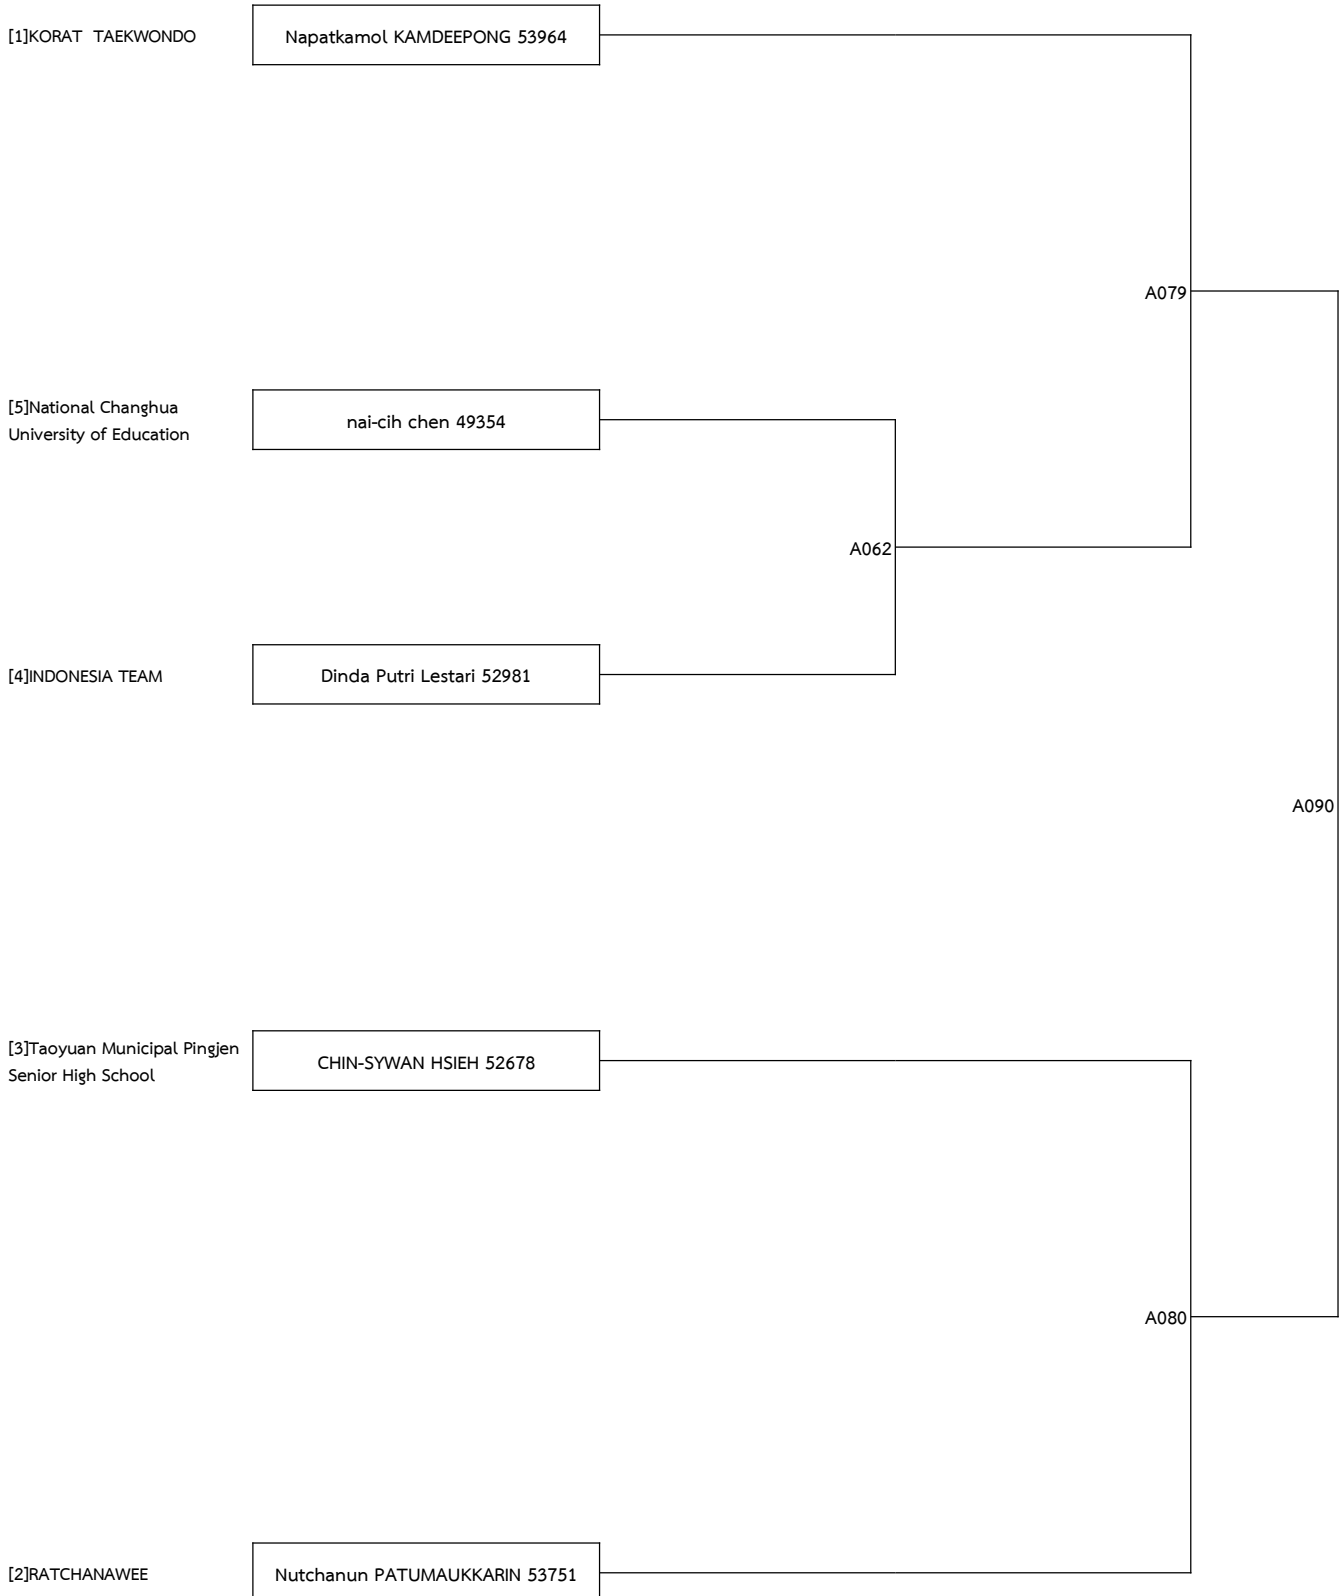 [1]KORAT TAEKWONDO
Napatkamol KAMDEEPONG 53964
A079
[5]National Changhua
University of Education
nai-cih chen 49354
A062
[4]INDONESIA TEAM
Dinda Putri Lestari 52981
A090
[3]Taoyuan Municipal Pingjen
Senior High School
CHIN-SYWAN HSIEH 52678
A080
[2]RATCHANAWEE
Nutchanun PATUMAUKKARIN 53751